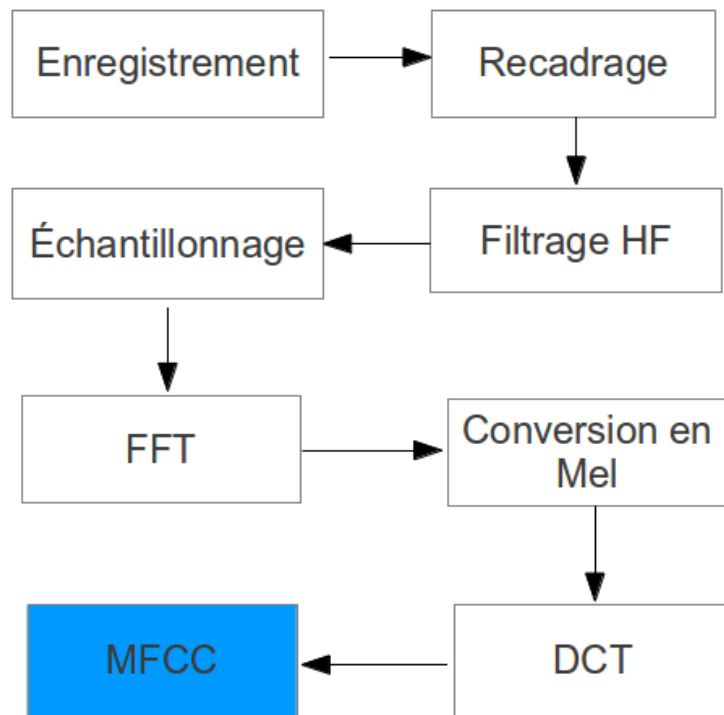 Enregistrement
Recadrage
Filtrage HF
Échantillonnage
FFT
Conversion en
Mel
DCT
MFCC